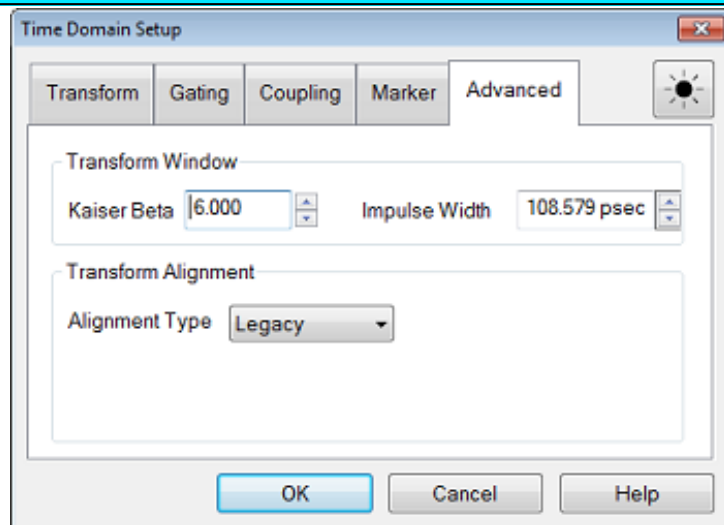 Time Domain Setup
Transform Gating Coupling Marker Advanced
Transform Window
Kaiser Beta 6.000 Impulse Width 108.579 psec
Transform Alignment
Alignment Type Legacy
OK Cancel Help